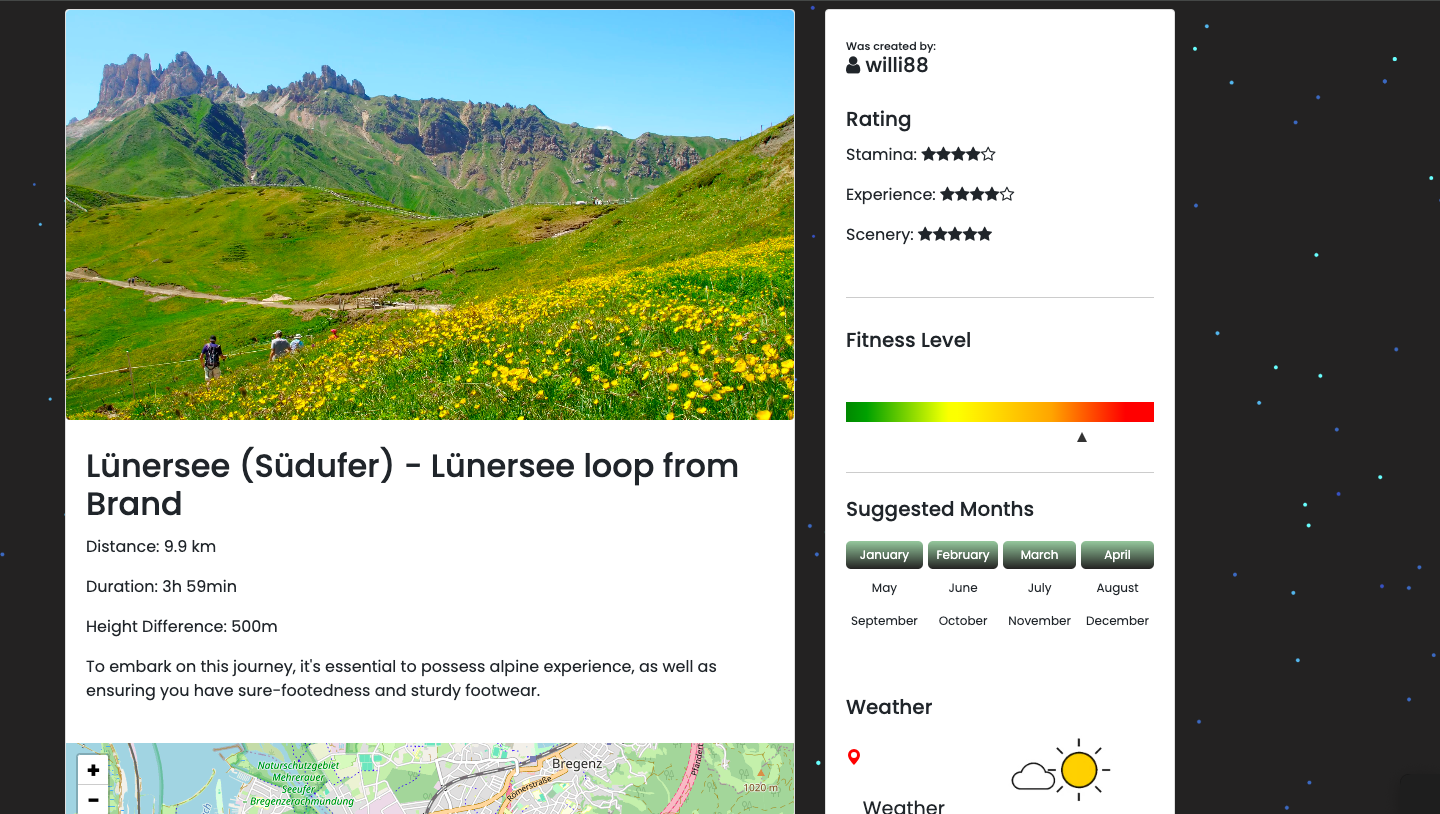 Lünersee (Südufer) - Lünersee loop from
Brand
Distance: 9.9 km
Duration: 3h 59min
Height Difference: 500m
To embark on this journey, it's essential to possess alpine experience, as well as
ensuring you have sure-footedness and sturdy footwear.
+
-
Naturschutzgebiet
Mehrerauer
Seeufer -
Bregenzerachmündung
Bregenz
Römerstraße
Pfänder
1020 m
Was created by:
willi88
Rating
Stamina:
Experience:
Scenery:
Fitness Level
Suggested Months
January February March April
May June July August
September October November December
Weather
Weather